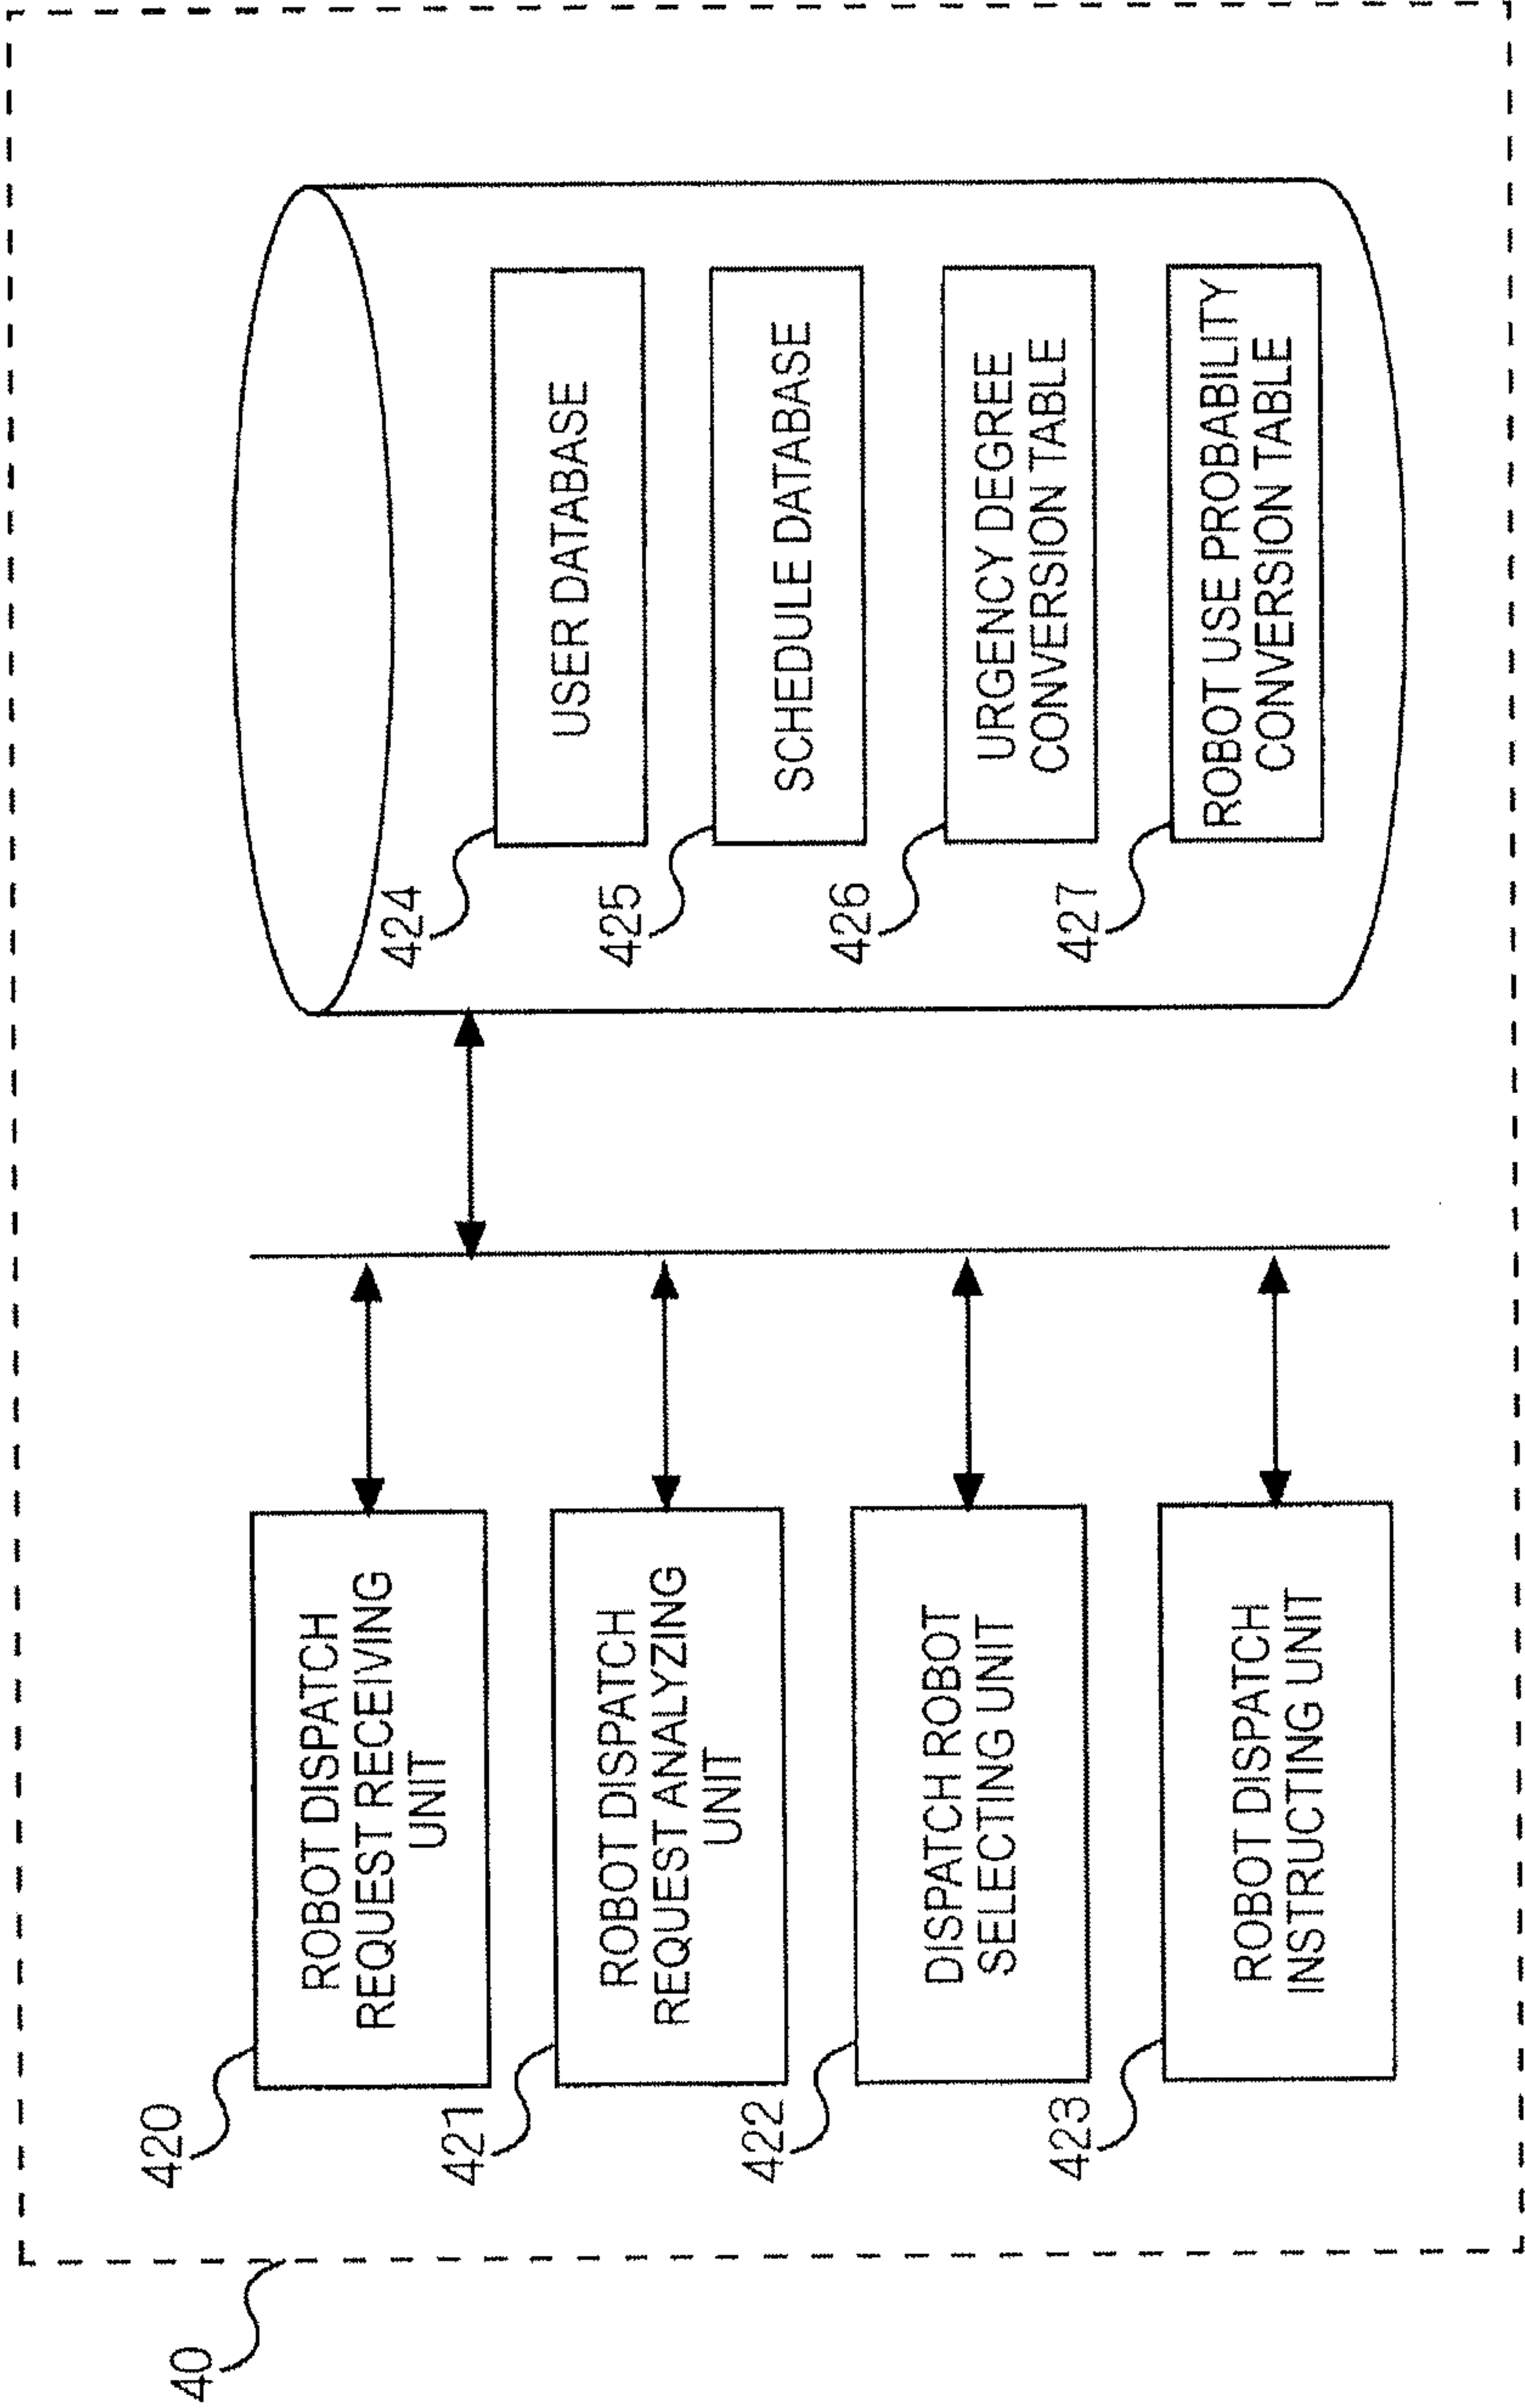 40
420
ROBOT DISPATCH
REQUEST RECEIVING
UNIT
421
ROBOT DISPATCH
REQUEST ANALYZING
UNIT
422
DISPATCH ROBOT
SELECTING UNIT
423
ROBOT DISPATCH
INSTRUCTING UNIT
424
USER DATABASE
425
SCHEDULE DATABASE
426
URGENCY DEGREE
CONVERSION TABLE
427
ROBOT USE PROBABILITY
CONVERSION TABLE